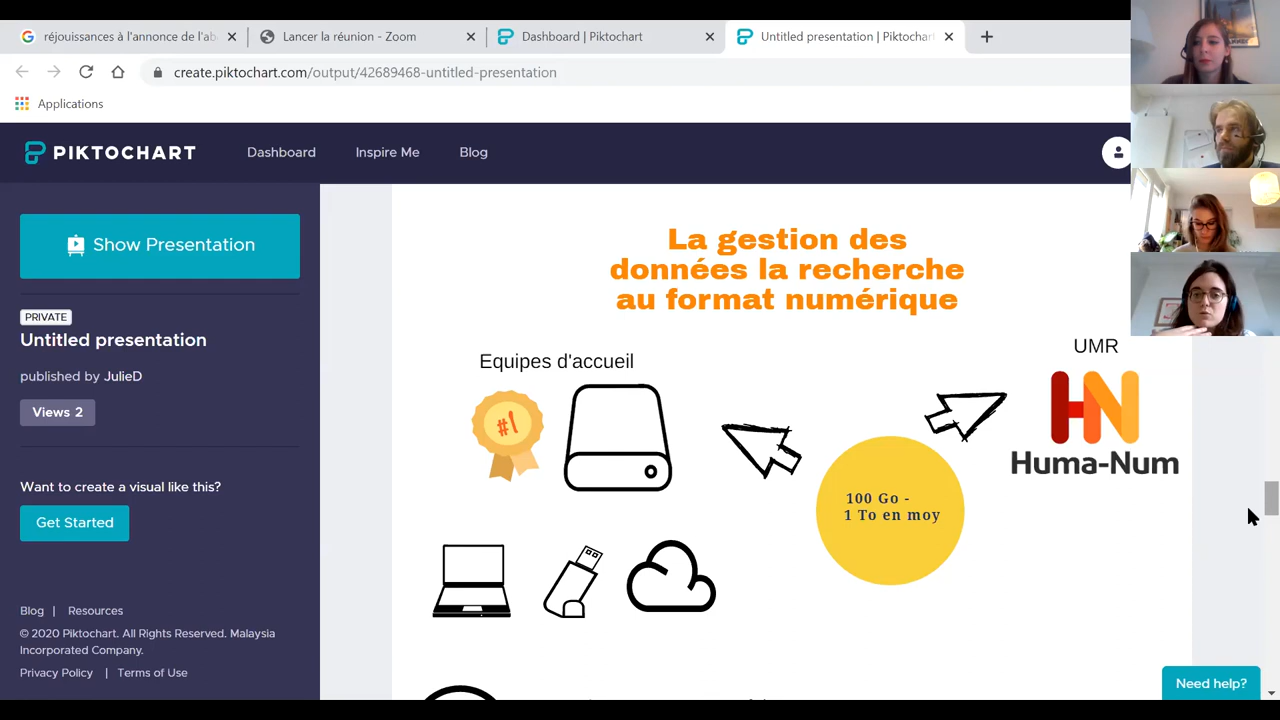 réjouissances à l'annonce de l'ab
Lancer la réunion - Zoom
Dashboard | Piktochart
Untitled presentation | Piktochart
create.piktochart.com/output/42689468-untitled-presentation
Applications
PIKTOCHART
Dashboard
Inspire Me
Blog
Show Presentation
PRIVATE
Untitled presentation
published by JulieD
Views 2
Want to create a visual like this?
Get Started
Blog | Resources
© 2020 Piktochart. All Rights Reserved. Malaysia
Incorporated Company.
Privacy Policy | Terms of Use
La gestion des
données la recherche
au format numérique
Equipes d'accueil
#1
UMR
HN
Huma-Num
100 Go -
1 To en moy
Need help?